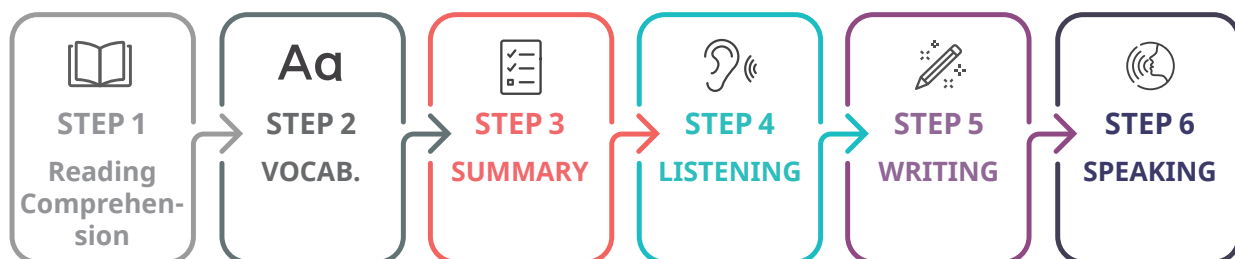 Aa
STEP 1
Reading
Comprehen-
sion
STEP 2
VOCAB.
STEP 3
SUMMARY
STEP 4
LISTENING
STEP 5
WRITING
STEP 6
SPEAKING